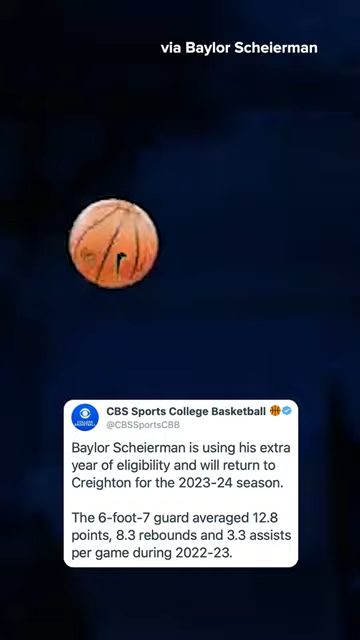 via Baylor Scheierman
CBS Sports College Basketball 🏀
@CBSSportsCBB
Baylor Scheierman is using his extra
year of eligibility and will return to
Creighton for the 2023-24 season.
The 6-foot-7 guard averaged 12.8
points, 8.3 rebounds and 3.3 assists
per game during 2022-23.